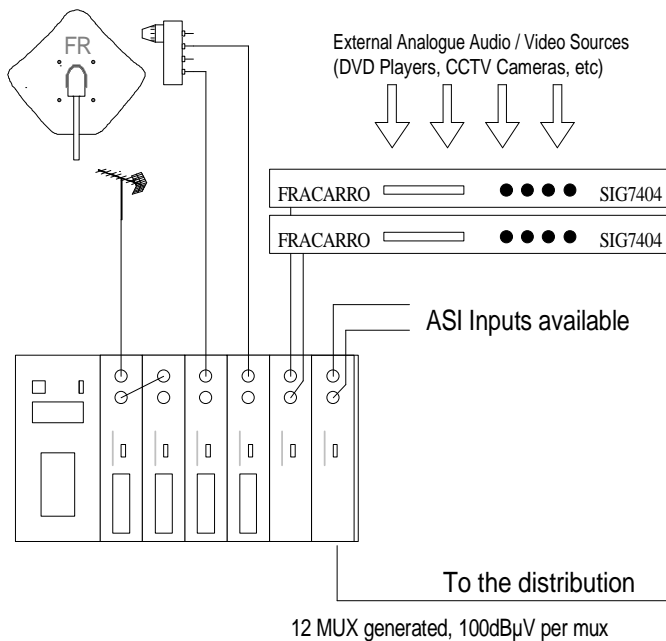 FR
External Analogue Audio / Video Sources
(DVD Players, CCTV Cameras, etc)
FRACARRO SIG7404
FRACARRO SIG7404
ASI Inputs available
To the distribution
12 MUX generated, 100dBµV per mux